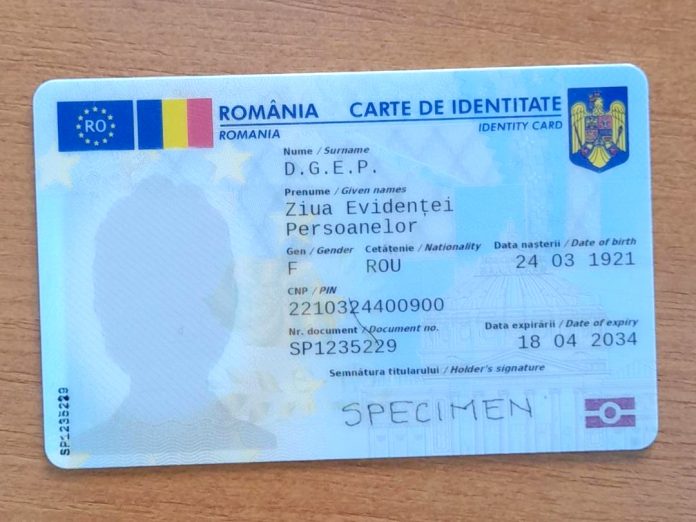 RO
ROMÂNIA CARTE DE IDENTITATE
ROMANIA IDENTITY CARD
Nume / Surname
D.G.E.P.
Prenume / Given names
Ziua Evidenței
Persoanelor
Gen / Gender Cetățenie / Nationality Data nașterii / Date of birth
F ROU 24 03 1921
CNP / PIN
2210324400900
Nr. document / Document no. Data expirării / Date of expiry
SP1235229 18 04 2034
Semnătura titularului / Holder's signature
SPECIMEN
SP1235229